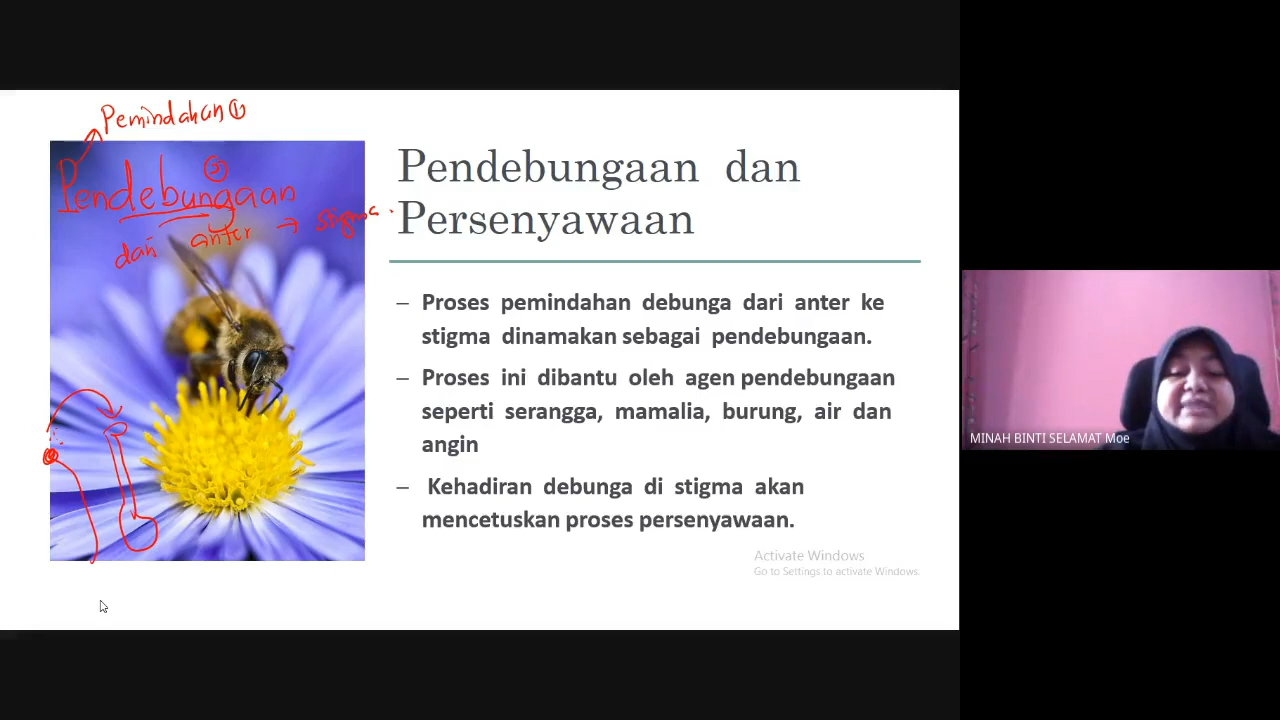 Pemindahan ①
Pendebungaan
②
dari anter → stigma.
Pendebungaan dan
Persenyawaan
– Proses pemindahan debunga dari anter ke
stigma dinamakan sebagai pendebungaan.
– Proses ini dibantu oleh agen pendebungaan
seperti serangga, mamalia, burung, air dan
angin
– Kehadiran debunga di stigma akan
mencetuskan proses persenyawaan.
Activate Windows
Go to Settings to activate Windows.
MINAH BINTI SELAMAT Moe